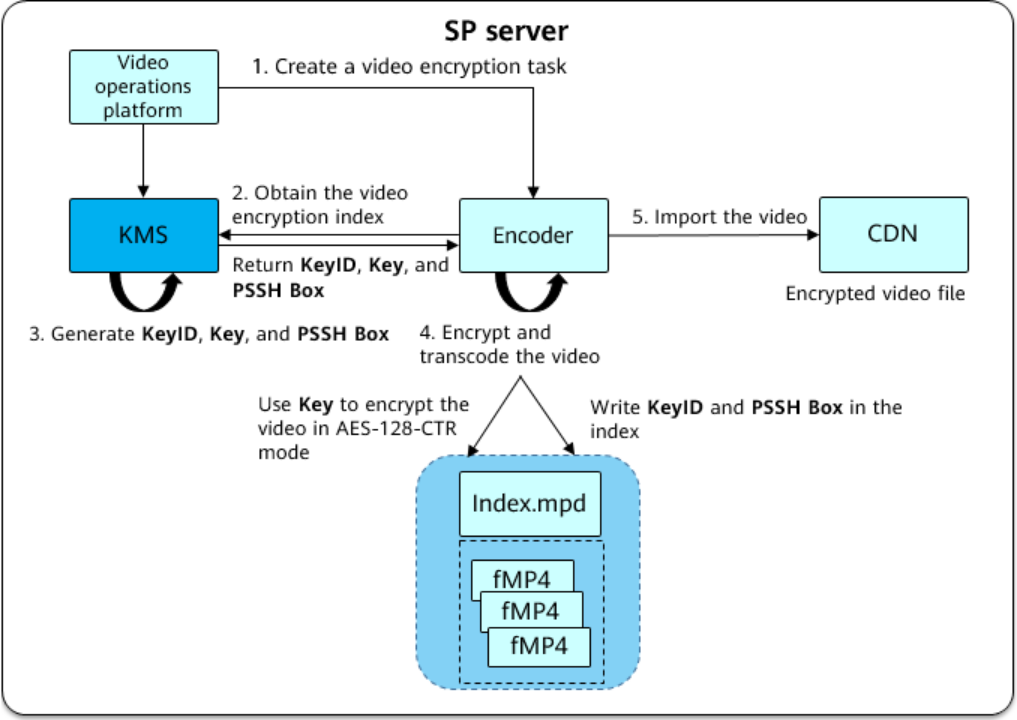 SP server
Video
operations
platform
1. Create a video encryption task
2. Obtain the video
encryption index
KMS
Encoder
5. Import the video
CDN
Return KeyID, Key, and
PSSH Box
Encrypted video file
3. Generate KeyID, Key, and PSSH Box
4. Encrypt and
transcode the video
Use Key to encrypt the
video in AES-128-CTR
mode
Write KeyID and PSSH Box in the
index
Index.mpd
fMP4
fMP4
fMP4